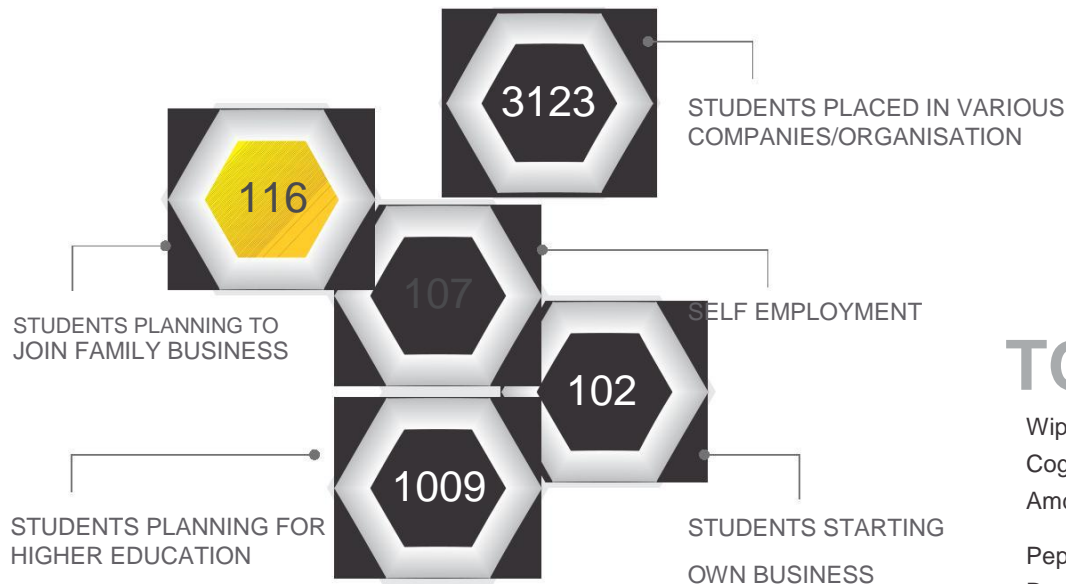 3123
STUDENTS PLACED IN VARIOUS
COMPANIES/ORGANISATION
116
STUDENTS PLANNING TO
JOIN FAMILY BUSINESS
107
SELF EMPLOYMENT
102
STUDENTS STARTING
OWN BUSINESS
1009
STUDENTS PLANNING FOR
HIGHER EDUCATION